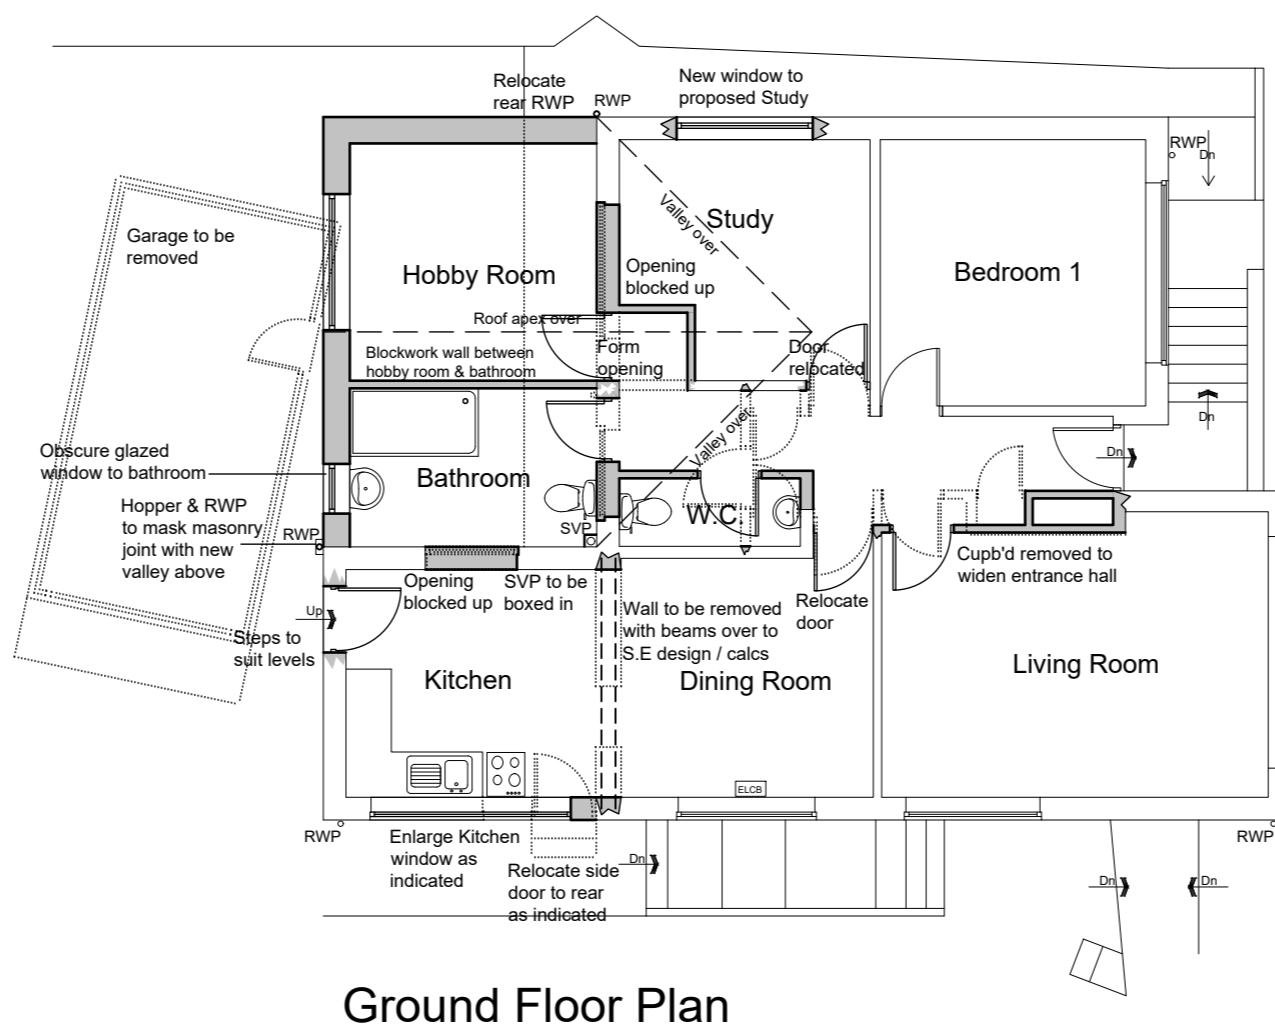 Relocate
rear RWP
RWP
New window to
proposed Study
RWP
Dn
Garage to be
removed
Valley over
Study
Hobby Room
Opening
blocked up
Bedroom 1
Roof apex over
Blockwork wall between
hobby room & bathroom
Form
opening
Door
relocated
Dn
Valley over
Obscure glazed
window to bathroom
Bathroom
Dn
Hopper & RWP
to mask masonry
joint with new
valley above
RWP
SVP
W.C.
Cupb'd removed to
widen entrance hall
Opening
blocked up
SVP to be
boxed in
Up
Wall to be removed
with beams over to
S.E design / calcs
Relocate
door
Steps to
suit levels
Kitchen
Dining Room
Living Room
ELCB
RWP
Enlarge Kitchen
window as
indicated
Relocate side
door to rear
as indicated
Dn
RWP
Dn
Dn
Ground Floor Plan